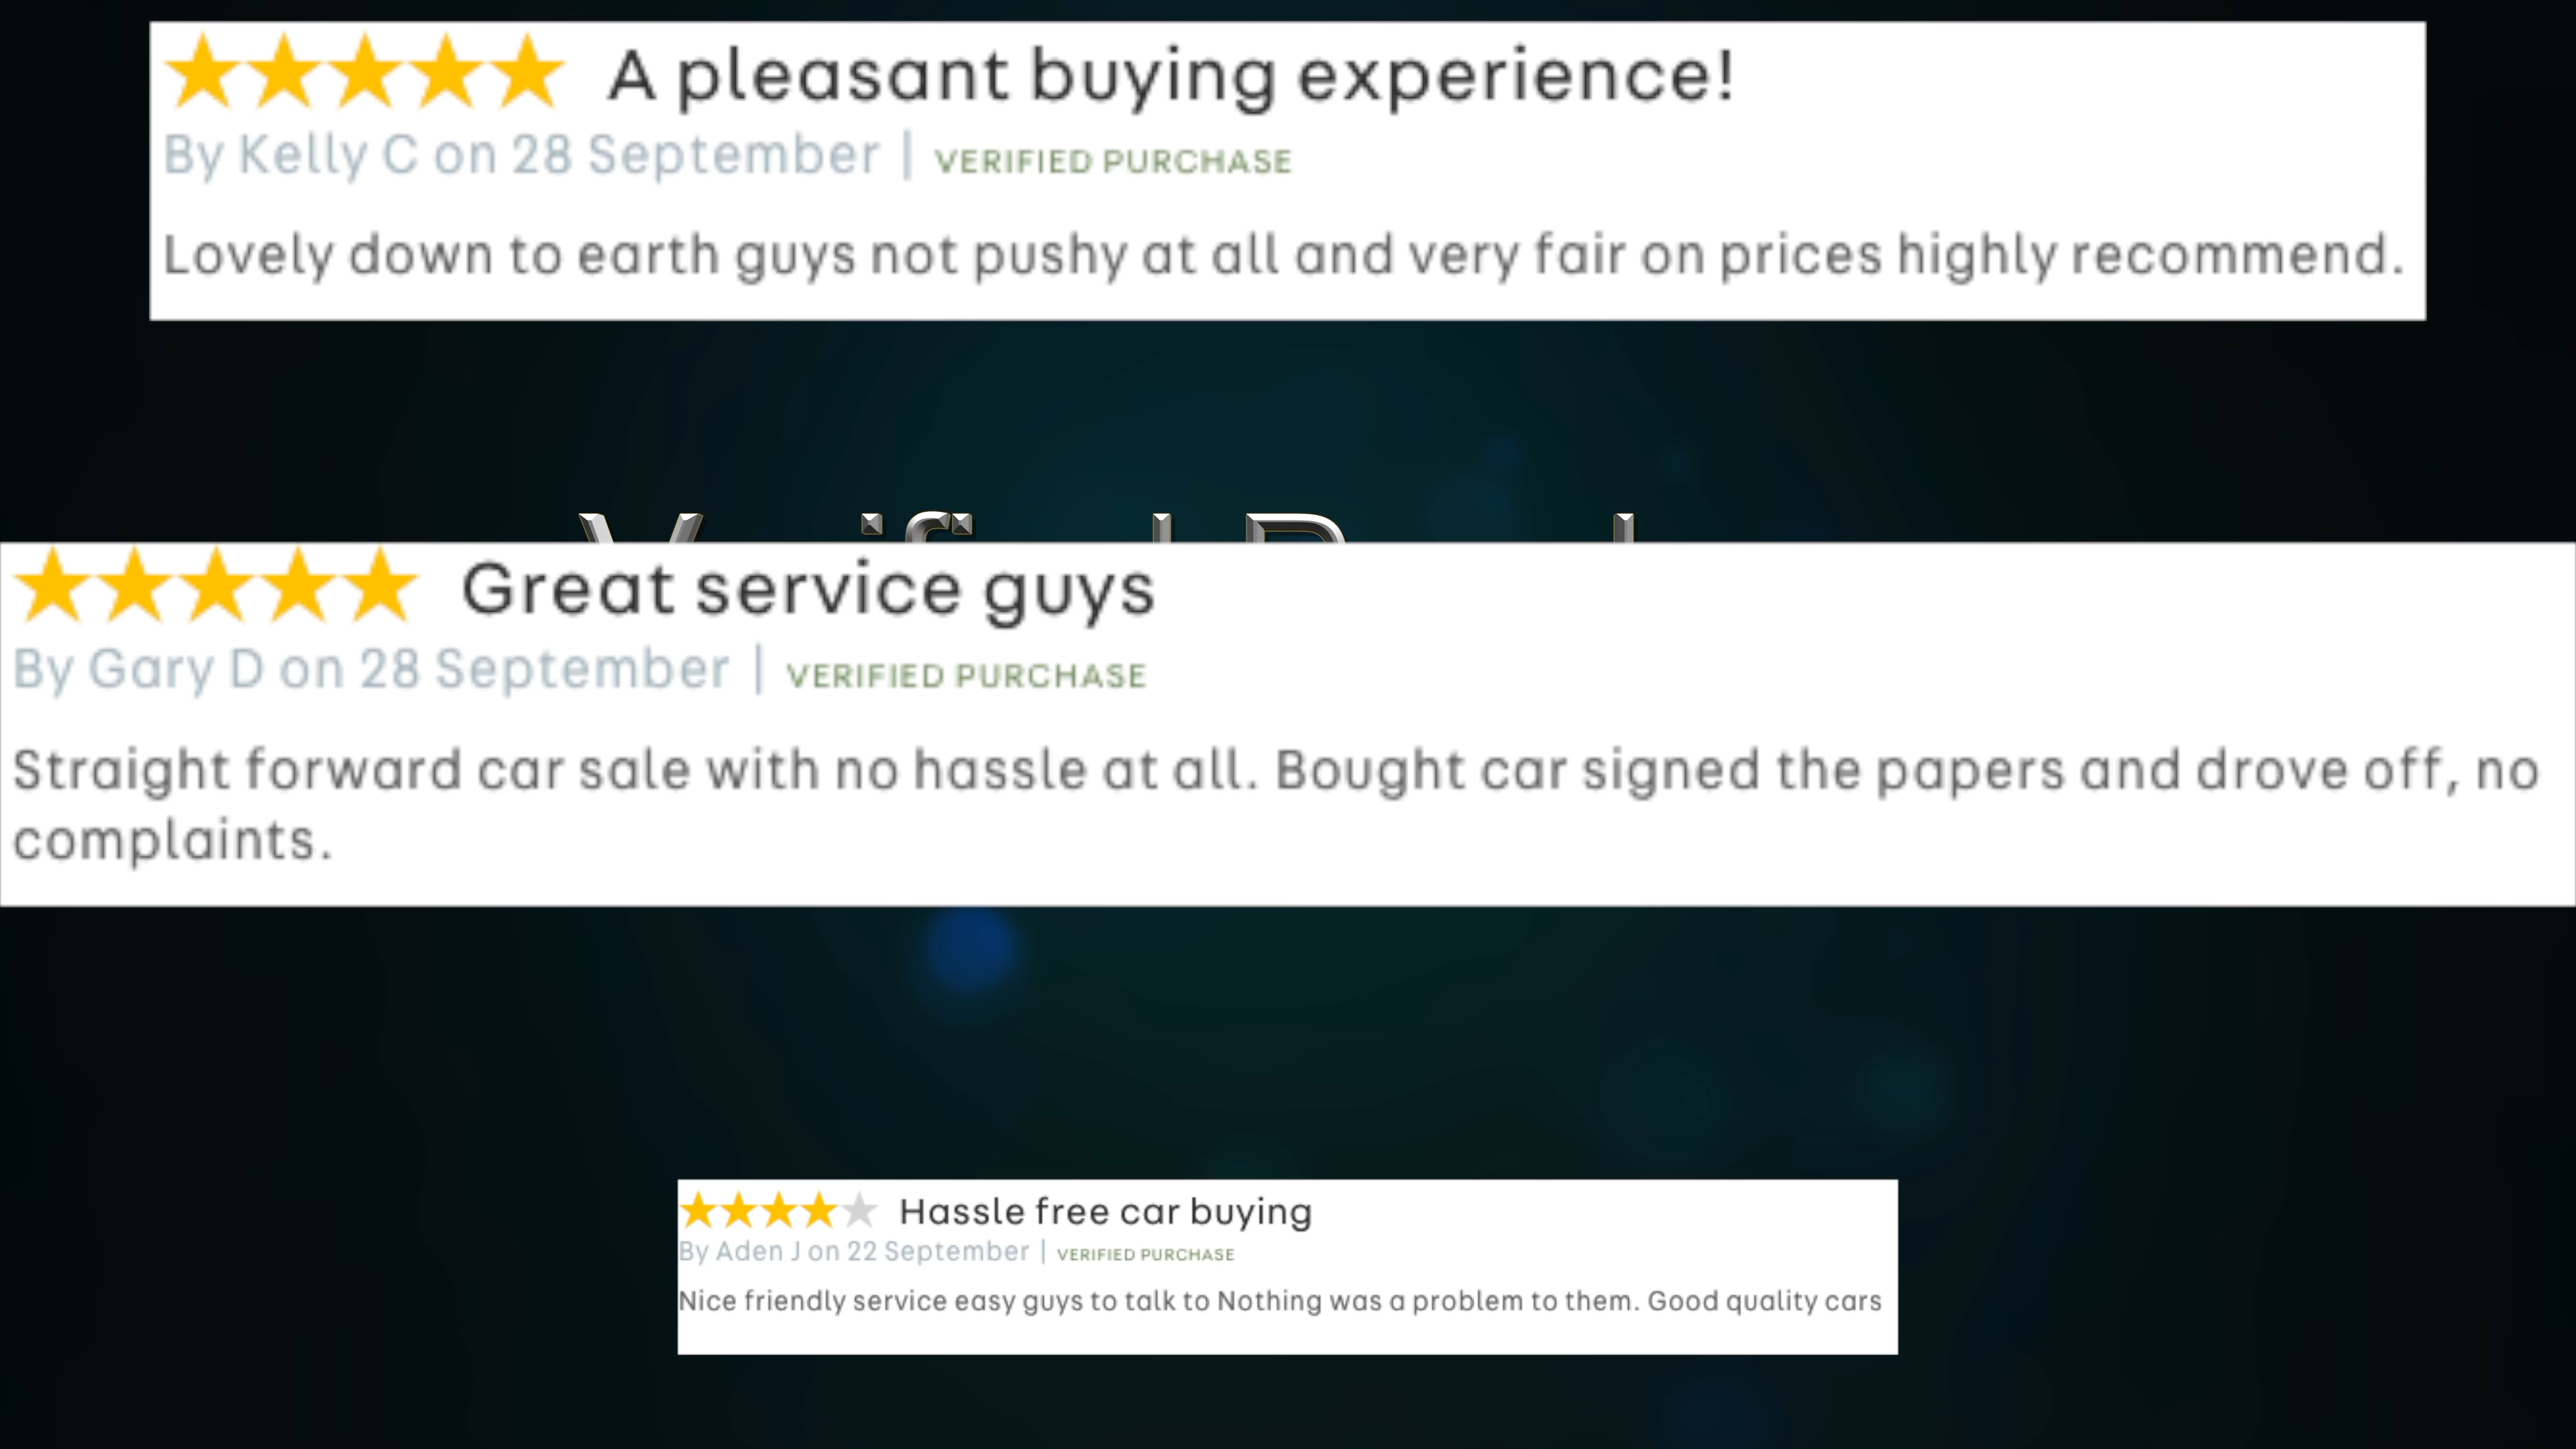 A pleasant buying experience!
By Kelly C on 28 September | VERIFIED PURCHASE
Lovely down to earth guys not pushy at all and very fair on prices highly recommend.
Great service guys
By Gary D on 28 September | VERIFIED PURCHASE
Straight forward car sale with no hassle at all. Bought car signed the papers and drove off, no
complaints.
Hassle free car buying
By Aden J on 22 September | VERIFIED PURCHASE
Nice friendly service easy guys to talk to Nothing was a problem to them. Good quality cars